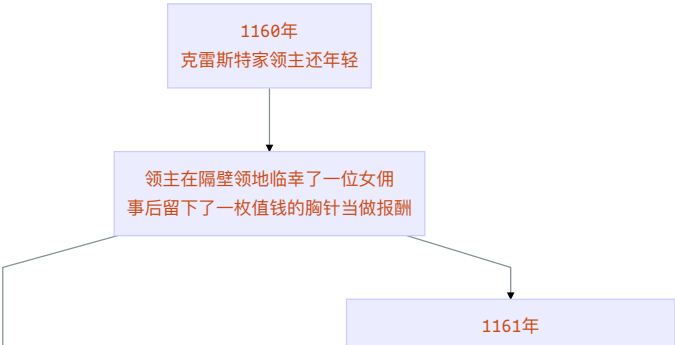 1160年
克雷斯特家领主还年轻
领主在隔壁领地临幸了一位女佣
事后留下了一枚值钱的胸针当做报酬
1161年